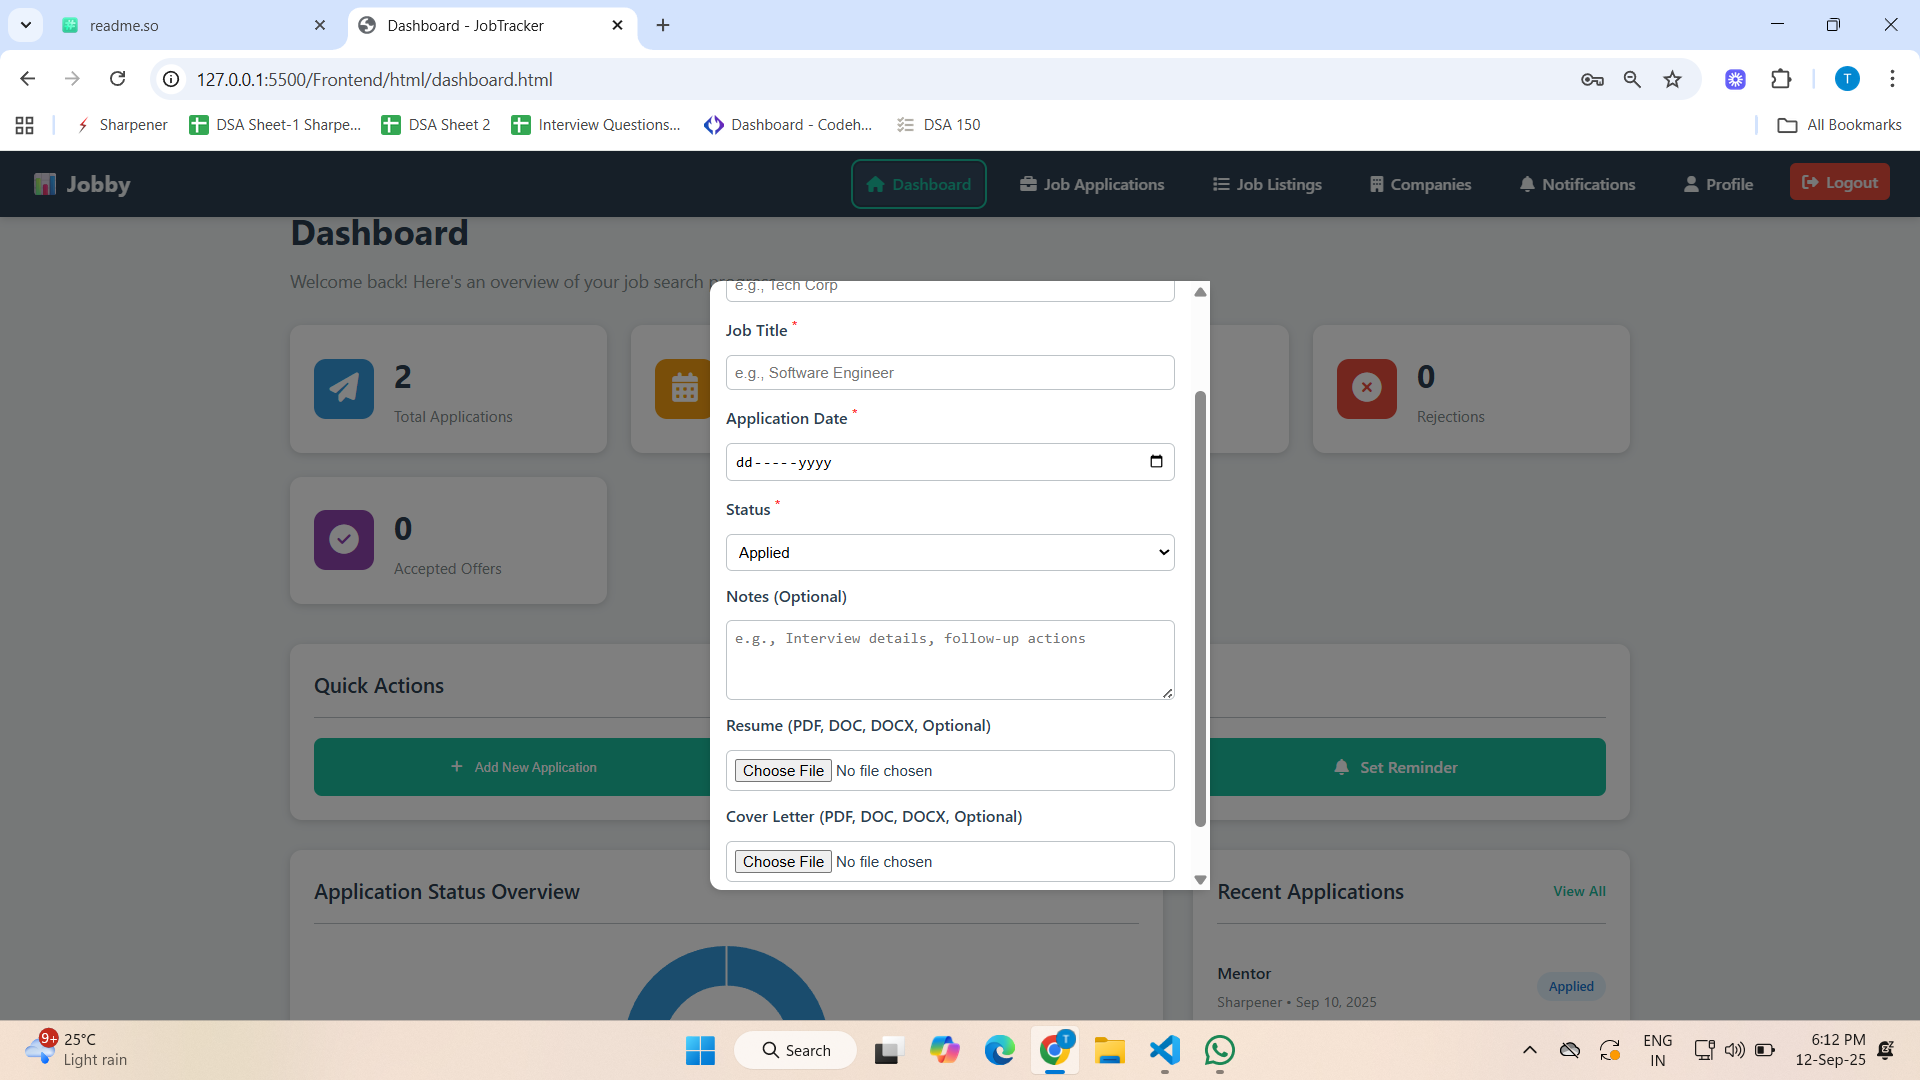 readme.so
Dashboard - JobTracker
127.0.0.1:5500/Frontend/html/dashboard.html
T
Sharpener
DSA Sheet-1 Sharpe...
DSA Sheet 2
Interview Questions...
Dashboard - Codeh...
DSA 150
All Bookmarks
Jobby
Dashboard
Job Applications
Job Listings
Companies
Notifications
Profile
Logout
Dashboard
Welcome back! Here's an overview of your job search
2
Total Applications
0
Rejections
0
Accepted Offers
Quick Actions
Add New Application
Set Reminder
Application Status Overview
Recent Applications
View All
Mentor
Sharpener • Sep 10, 2025
Applied
e.g., Tech Corp
Job Title *
e.g., Software Engineer
Application Date *
dd-----yyyy
Status *
Applied
Notes (Optional)
e.g., Interview details, follow-up actions
Resume (PDF, DOC, DOCX, Optional)
Choose File No file chosen
Cover Letter (PDF, DOC, DOCX, Optional)
Choose File No file chosen
9+
25°C
Light rain
Search
T
ENG
IN
6:12 PM
12-Sep-25